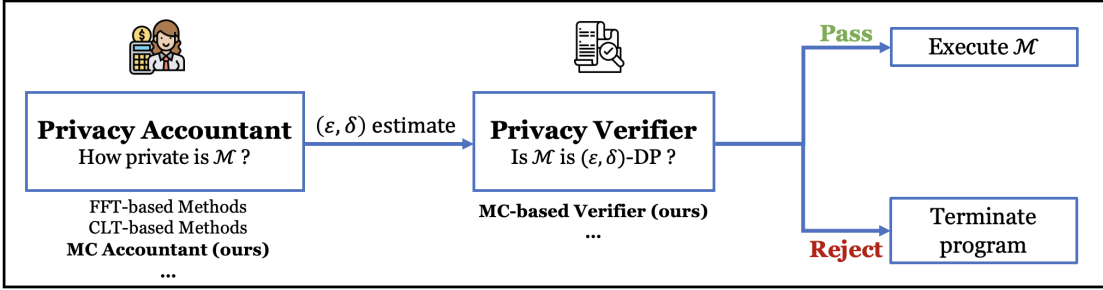 Privacy Accountant
How private is ℳ ?
FFT-based Methods
CLT-based Methods
MC Accountant (ours)
...
(ε, δ) estimate
Privacy Verifier
Is ℳ is (ε, δ)-DP ?
MC-based Verifier (ours)
...
Pass
Execute ℳ
Reject
Terminate
program